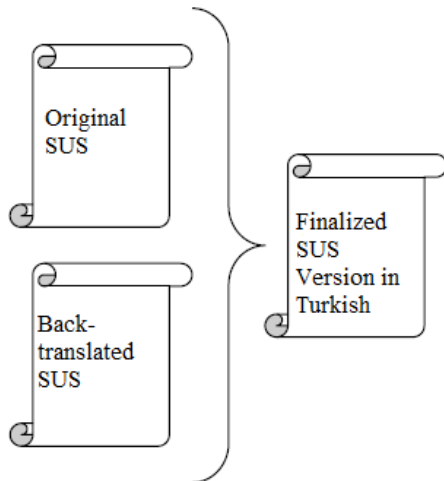 Original
SUS
Back-
translated
SUS
Finalized
SUS
Version in
Turkish